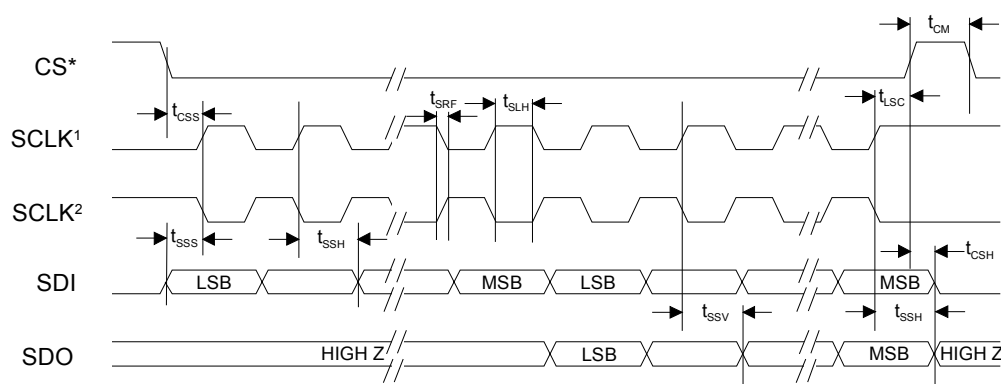 t_CM
CS*
t_CSS
t_SRF
t_SLH
t_LSC
SCLK¹
SCLK²
t_SSS
t_SSH
t_CSH
SDI
LSB
MSB
LSB
MSB
t_SSV
t_SSH
SDO
HIGH Z
LSB
MSB
HIGH Z